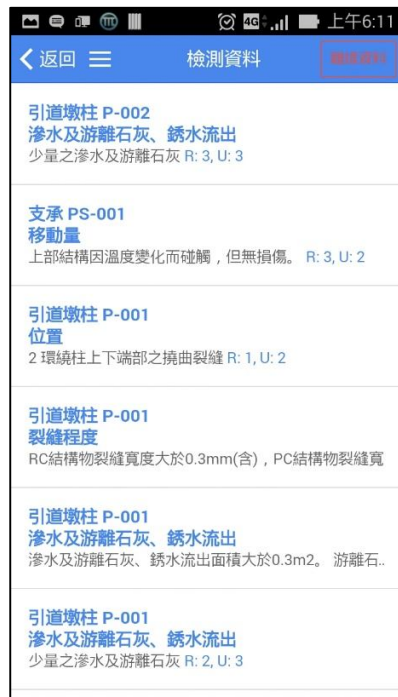 4G 上午6:11
返回 檢測資料
引道墩柱 P-002
滲水及游離石灰、銹水流出
少量之滲水及游離石灰 R: 3, U: 3
支承 PS-001
移動量
上部結構因溫度變化而碰觸，但無損傷。 R: 3, U: 2
引道墩柱 P-001
位置
2 環繞柱上下端部之撓曲裂縫 R: 1, U: 2
引道墩柱 P-001
裂縫程度
RC結構物裂縫寬度大於0.3mm(含)，PC結構物裂縫寬
引道墩柱 P-001
滲水及游離石灰、銹水流出
滲水及游離石灰、銹水流出面積大於0.3m2。 游離石..
引道墩柱 P-001
滲水及游離石灰、銹水流出
少量之滲水及游離石灰 R: 2, U: 3